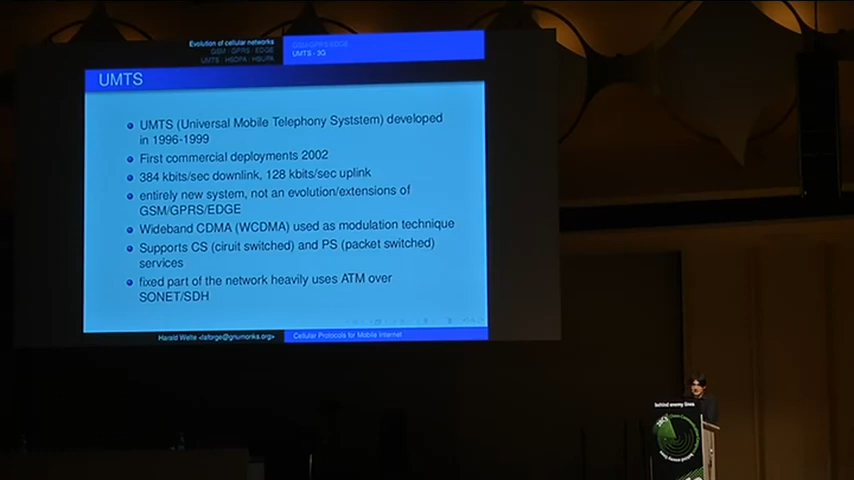 Evolution of cellular networks
GSM / GPRS / EDGE
UMTS / HSDPA / HSUPA
GSM/GPRS/EDGE
UMTS - 3G
UMTS
UMTS (Universal Mobile Telephony Syststem) developed
in 1996-1999
First commercial deployments 2002
384 kbits/sec downlink, 128 kbits/sec uplink
entirely new system, not an evolution/extensions of
GSM/GPRS/EDGE
Wideband CDMA (WCDMA) used as modulation technique
Supports CS (ciruit switched) and PS (packet switched)
services
fixed part of the network heavily uses ATM over
SONET/SDH
Harald Welte <laforge@gnumonks.org>
Cellular Protocols for Mobile Internet
behind enemy lines